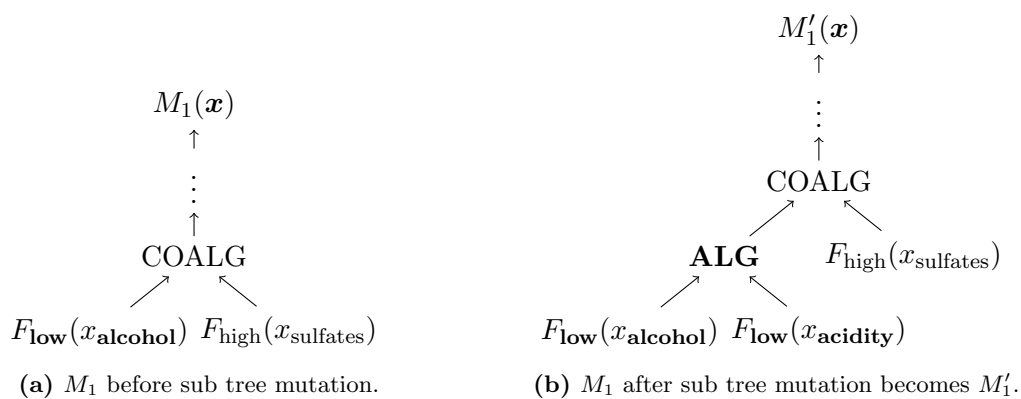 M₁(x)
⋮
COALG
F_low(x_alcohol) F_high(x_sulfates)
(a) M₁ before sub tree mutation.
M′₁(x)
⋮
COALG
ALG F_high(x_sulfates)
F_low(x_alcohol) F_low(x_acidity)
(b) M₁ after sub tree mutation becomes M′₁.